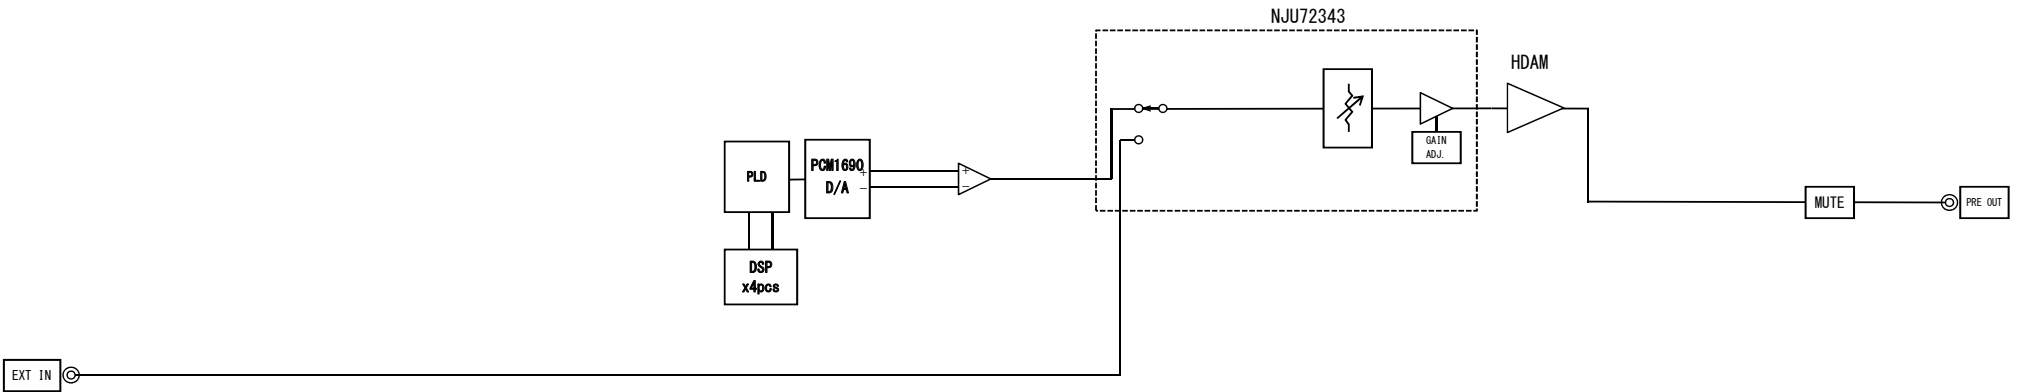 NJU72343
HDAM
GAIN
ADJ.
PLD
PCM1690
D/A
+
−
+
−
DSP
x4pcs
MUTE
PRE OUT
EXT IN